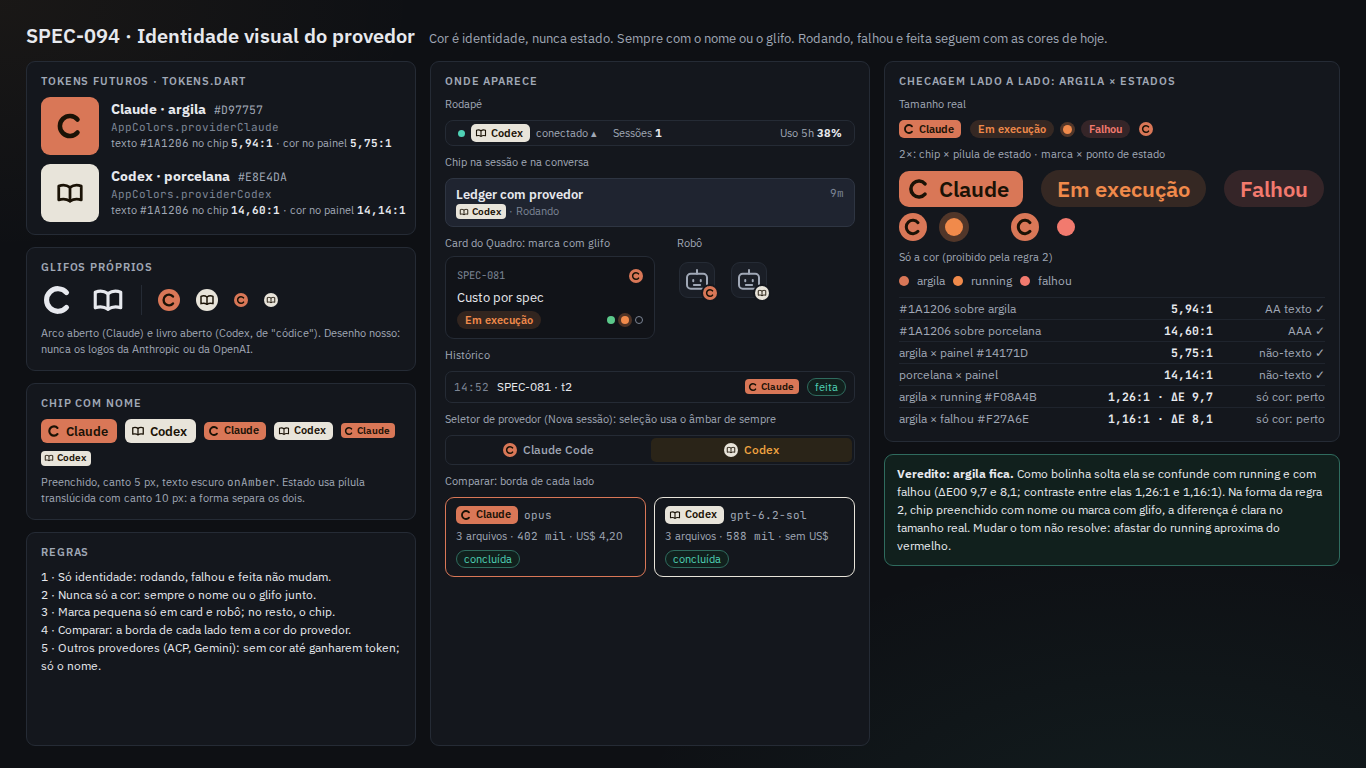 SPEC-094 · Identidade visual do provedor
Cor é identidade, nunca estado. Sempre com o nome ou o glifo. Rodando, falhou e feita seguem com as cores de hoje.
TOKENS FUTUROS · TOKENS.DART
Claude · argila #D97757
AppColors.providerClaude
texto #1A1206 no chip 5,94:1 · cor no painel 5,75:1
Codex · porcelana #E8E4DA
AppColors.providerCodex
texto #1A1206 no chip 14,60:1 · cor no painel 14,14:1
GLIFOS PRÓPRIOS
Arco aberto (Claude) e livro aberto (Codex, de "códice"). Desenho nosso:
nunca os logos da Anthropic ou da OpenAI.
CHIP COM NOME
Claude Codex Claude Codex Claude
Codex
Preenchido, canto 5 px, texto escuro onAmber. Estado usa pílula
translúcida com canto 10 px: a forma separa os dois.
REGRAS
1 · Só identidade: rodando, falhou e feita não mudam.
2 · Nunca só a cor: sempre o nome ou o glifo junto.
3 · Marca pequena só em card e robô; no resto, o chip.
4 · Comparar: a borda de cada lado tem a cor do provedor.
5 · Outros provedores (ACP, Gemini): sem cor até ganharem token;
só o nome.
ONDE APARECE
Rodapé
Codex conectado ▴ Sessões 1 Uso 5h 38%
Chip na sessão e na conversa
Ledger com provedor 9m
Codex · Rodando
Card do Quadro: marca com glifo Robô
SPEC-081
Custo por spec
Em execução
Histórico
14:52 SPEC-081 · t2 Claude feita
Seletor de provedor (Nova sessão): seleção usa o âmbar de sempre
Claude Code Codex
Comparar: borda de cada lado
Claude opus
3 arquivos · 402 mil · US$ 4,20
concluída
Codex gpt-6.2-sol
3 arquivos · 588 mil · sem US$
concluída
CHECAGEM LADO A LADO: ARGILA × ESTADOS
Tamanho real
Claude Em execução Falhou
2×: chip × pílula de estado · marca × ponto de estado
Claude Em execução Falhou
Só a cor (proibido pela regra 2)
argila running falhou
#1A1206 sobre argila 5,94:1 AA texto ✓
#1A1206 sobre porcelana 14,60:1 AAA ✓
argila × painel #14171D 5,75:1 não-texto ✓
porcelana × painel 14,14:1 não-texto ✓
argila × running #F08A4B 1,26:1 · ΔE 9,7 só cor: perto
argila × falhou #F27A6E 1,16:1 · ΔE 8,1 só cor: perto
Veredito: argila fica. Como bolinha solta ela se confunde com running e com
falhou (ΔE00 9,7 e 8,1; contraste entre elas 1,26:1 e 1,16:1). Na forma da regra
2, chip preenchido com nome ou marca com glifo, a diferença é clara no
tamanho real. Mudar o tom não resolve: afastar do running aproxima do
vermelho.